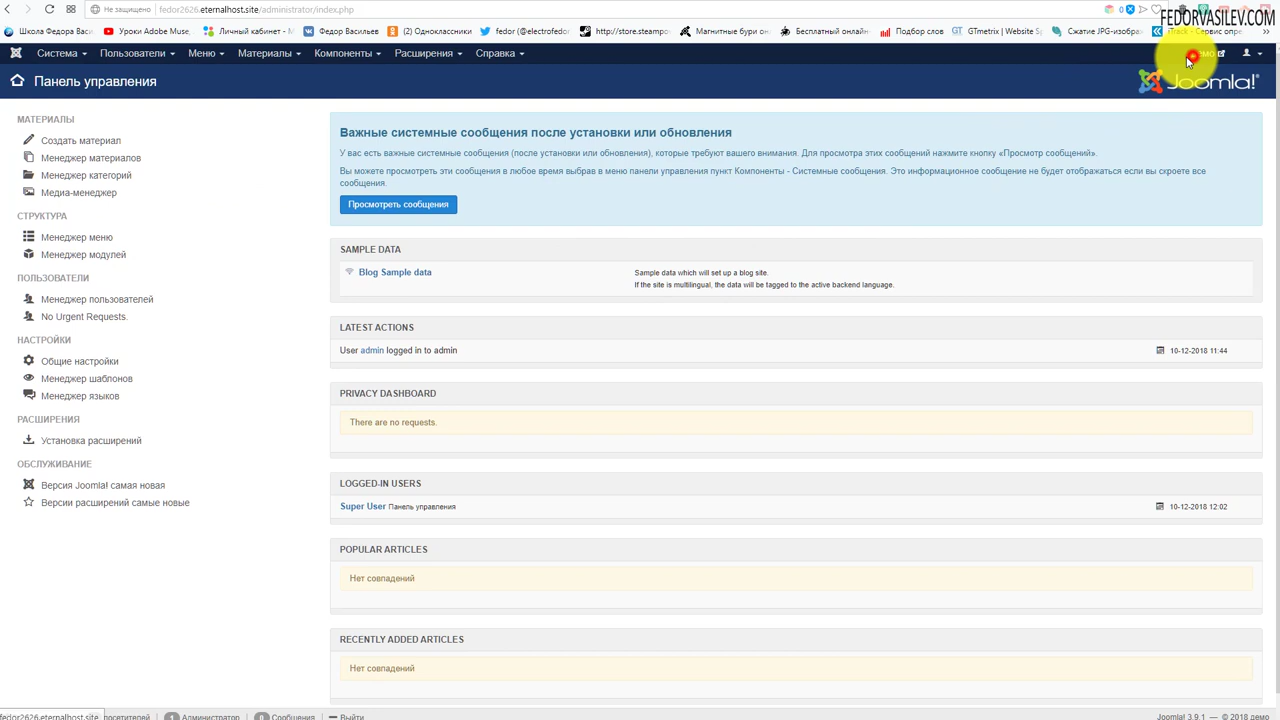 Не защищено fedor2626.eternalhost.site/administrator/index.php
FEDORVASILEV.COM
Школа Федора Васи. Уроки Adobe Muse Личный кабинет - Федор Васильев (2) Одноклассники fedor (@electrofedor http://store.steampo Магнитные бури он Бесплатный онлайн Подбор слов GTmetrix | Website Sp Сжатие JPG-изображ iTrack - Сервис опре
Система Пользователи Меню Материалы Компоненты Расширения Справка
Панель управления
Joomla!®
МАТЕРИАЛЫ
Создать материал
Менеджер материалов
Менеджер категорий
Медиа-менеджер
СТРУКТУРА
Менеджер меню
Менеджер модулей
ПОЛЬЗОВАТЕЛИ
Менеджер пользователей
No Urgent Requests.
НАСТРОЙКИ
Общие настройки
Менеджер шаблонов
Менеджер языков
РАСШИРЕНИЯ
Установка расширений
ОБСЛУЖИВАНИЕ
Версия Joomla! самая новая
Версии расширений самые новые
Важные системные сообщения после установки или обновления
У вас есть важные системные сообщения (после установки или обновления), которые требуют вашего внимания. Для просмотра этих сообщений нажмите кнопку «Просмотр сообщений».
Вы можете просмотреть эти сообщения в любое время выбрав в меню панели управления пункт Компоненты - Системные сообщения. Это информационное сообщение не будет отображаться если вы скроете все
сообщения.
Просмотреть сообщения
SAMPLE DATA
Blog Sample data
Sample data which will set up a blog site.
If the site is multilingual, the data will be tagged to the active backend language.
LATEST ACTIONS
User admin logged in to admin 10-12-2018 11:44
PRIVACY DASHBOARD
There are no requests.
LOGGED-IN USERS
Super User Панель управления 10-12-2018 12:02
POPULAR ARTICLES
Нет совпадений
RECENTLY ADDED ARTICLES
Нет совпадений
fedor2626.eternalhost.site посетителей 1 Администратор 0 Сообщения Выйти Joomla! 3.9.1 — © 2018 демо